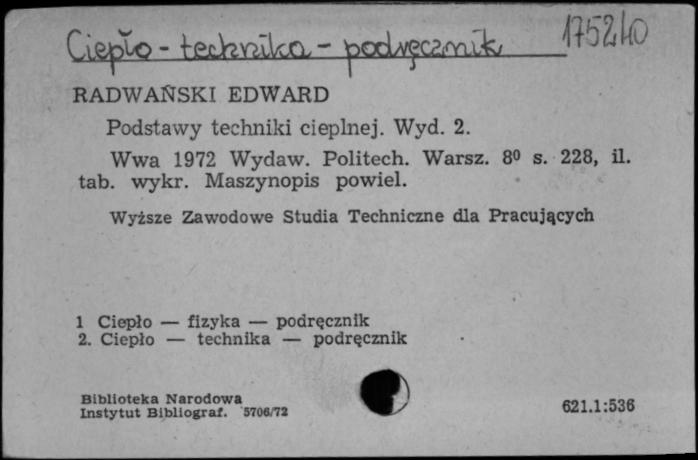 Ciepło - technika - podręcznik 175240
RADWAŃSKI EDWARD
Podstawy techniki cieplnej. Wyd. 2.
Wwa 1972 Wydaw. Politech. Warsz. 8⁰ s. 228, il.
tab. wykr. Maszynopis powiel.
Wyższe Zawodowe Studia Techniczne dla Pracujących
1 Ciepło — fizyka — podręcznik
2. Ciepło — technika — podręcznik
Biblioteka Narodowa
Instytut Bibliograf. 5706/72
621.1:536